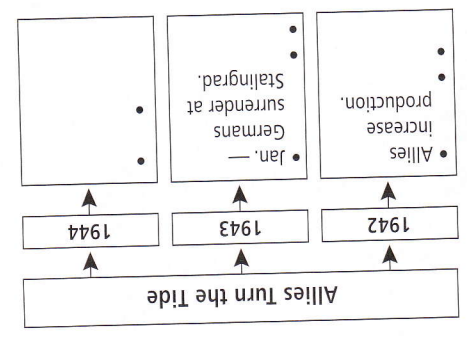 Allies Turn the Tide
1942
1943
1944
• Allies
increase
production.
•
•
• Jan. —
Germans
surrender at
Stalingrad.
•
•
•
•